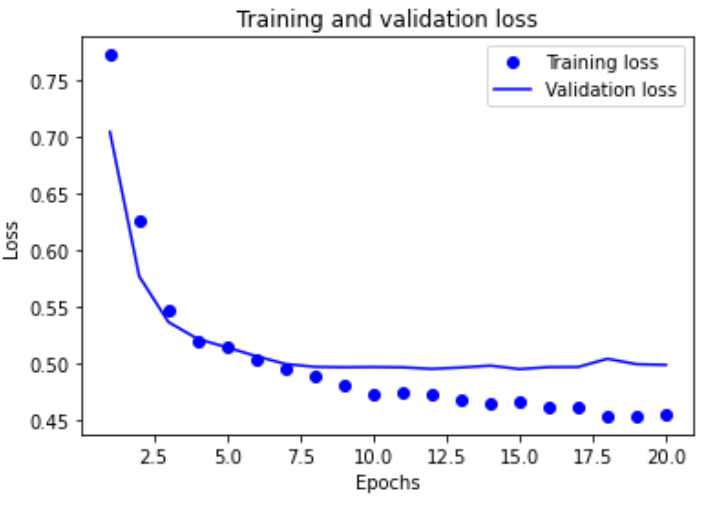 Training and validation loss
Training loss
Validation loss
0.75
0.70
0.65
0.60
0.55
0.50
0.45
Loss
2.5 5.0 7.5 10.0 12.5 15.0 17.5 20.0
Epochs